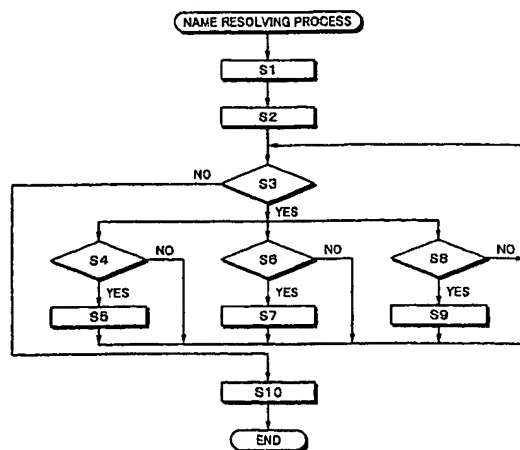 NAME RESOLVING PROCESS
S1
S2
NO
S3
YES
S4
NO
S6
NO
S8
NO
YES
YES
YES
S5
S7
S9
S10
END